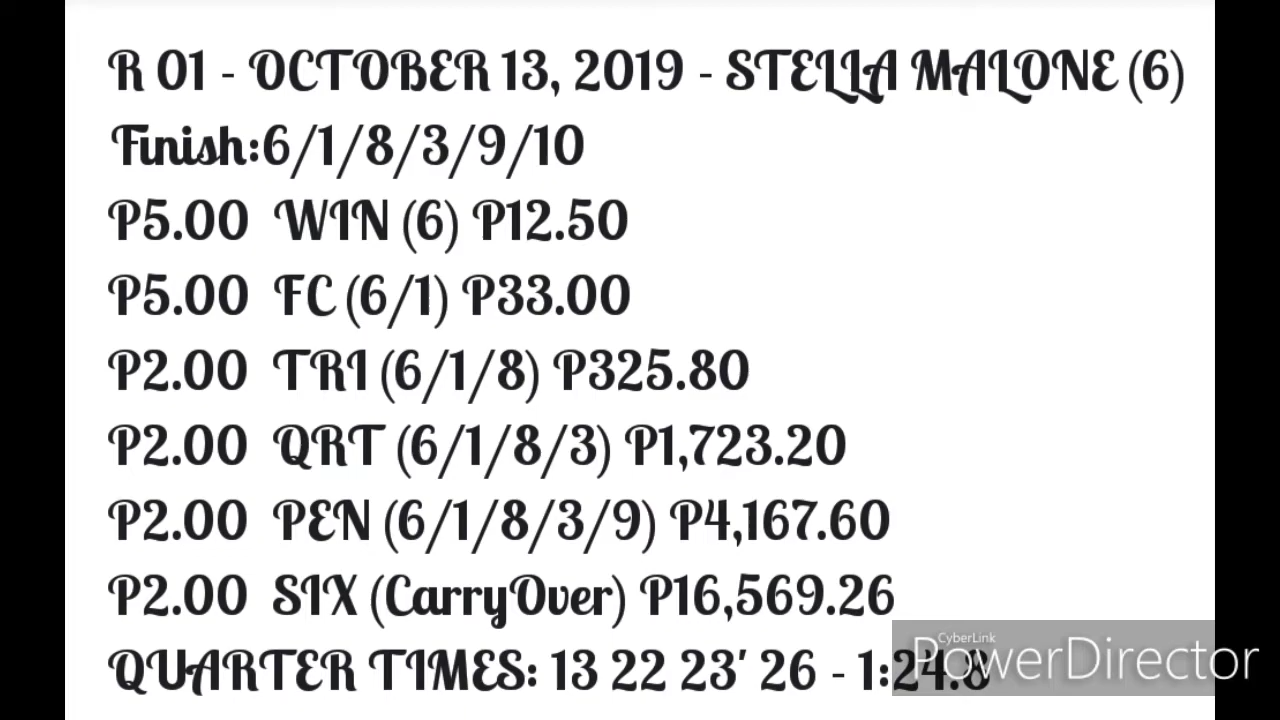 R 01 - OCTOBER 13, 2019 - STELLA MALONE (6)
Finish:6/1/8/3/9/10
P5.00 WIN (6) P12.50
P5.00 FC (6/1) P33.00
P2.00 TRI (6/1/8) P325.80
P2.00 QRT (6/1/8/3) P1,723.20
P2.00 PEN (6/1/8/3/9) P4,167.60
P2.00 SIX (CarryOver) P16,569.26
QUARTER TIMES: 13 22 23' 26 - 1:24.8
CyberLink
PowerDirector